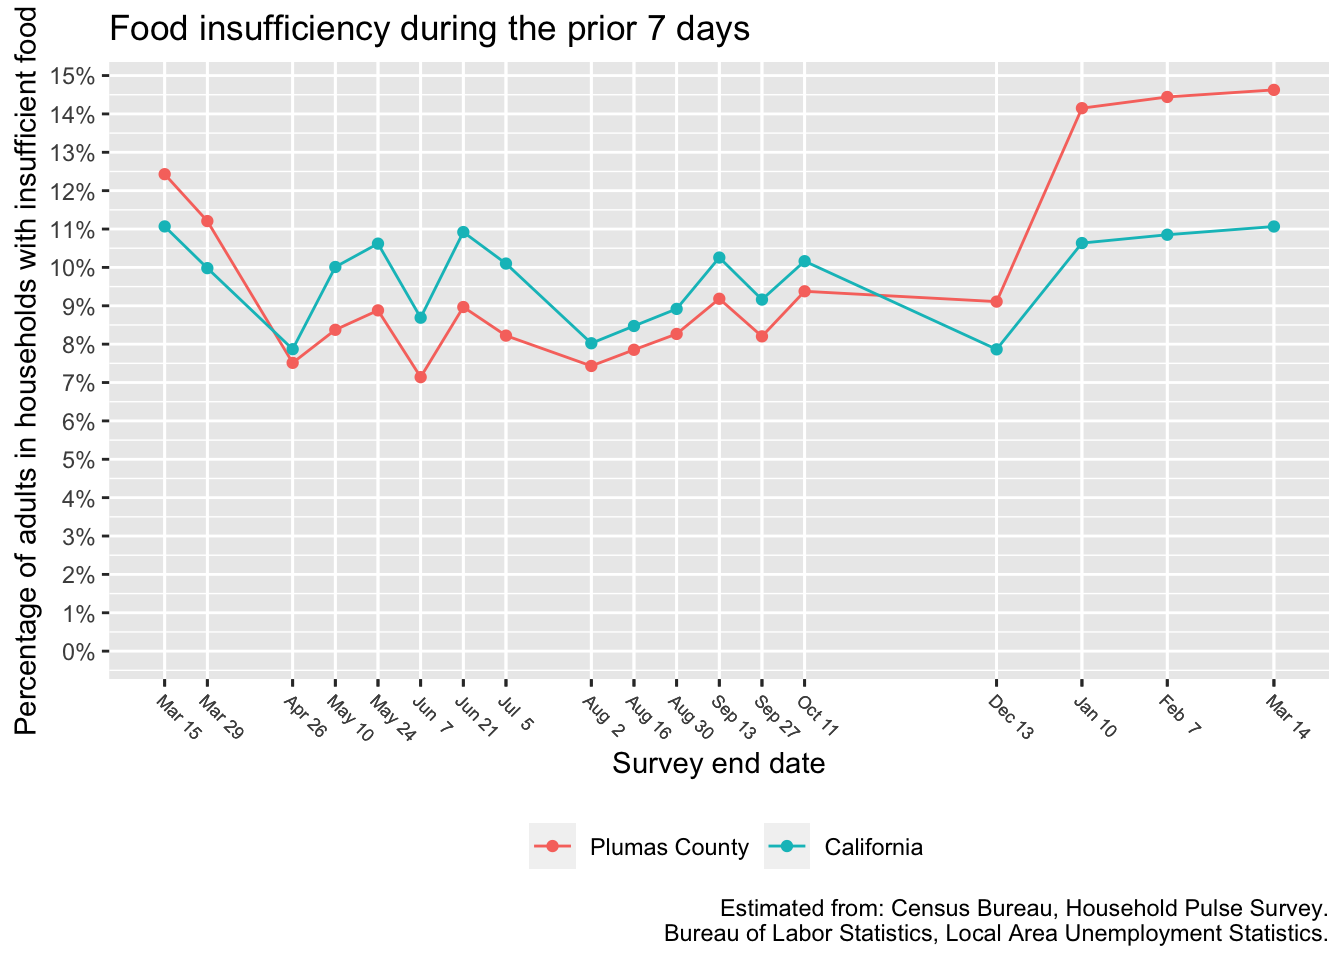 Food insufficiency during the prior 7 days
Percentage of adults in households with insufficient food
15%
14%
13%
12%
11%
10%
9%
8%
7%
6%
5%
4%
3%
2%
1%
0%
Mar 15
Mar 29
Apr 26
May 10
May 24
Jun 7
Jun 21
Jul 5
Aug 2
Aug 16
Aug 30
Sep 13
Sep 27
Oct 11
Dec 13
Jan 10
Feb 7
Mar 14
Survey end date
Plumas County
California
Estimated from: Census Bureau, Household Pulse Survey.
Bureau of Labor Statistics, Local Area Unemployment Statistics.